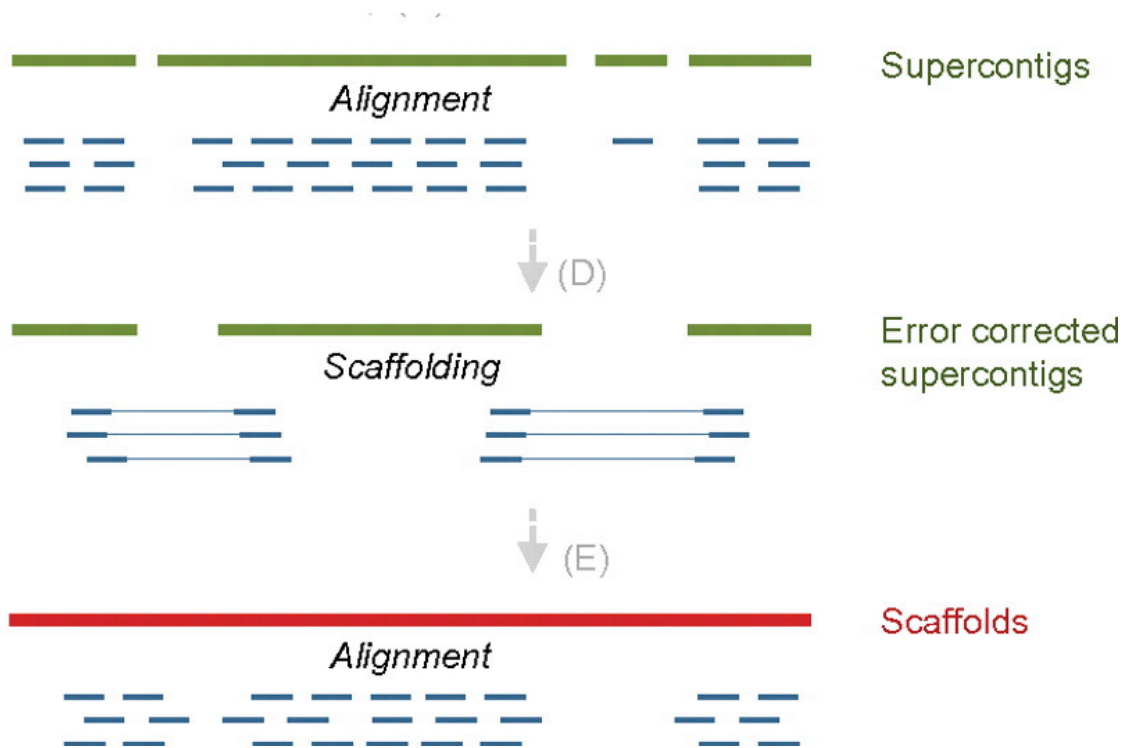 Supercontigs
Alignment
(D)
Error corrected
supercontigs
Scaffolding
(E)
Scaffolds
Alignment